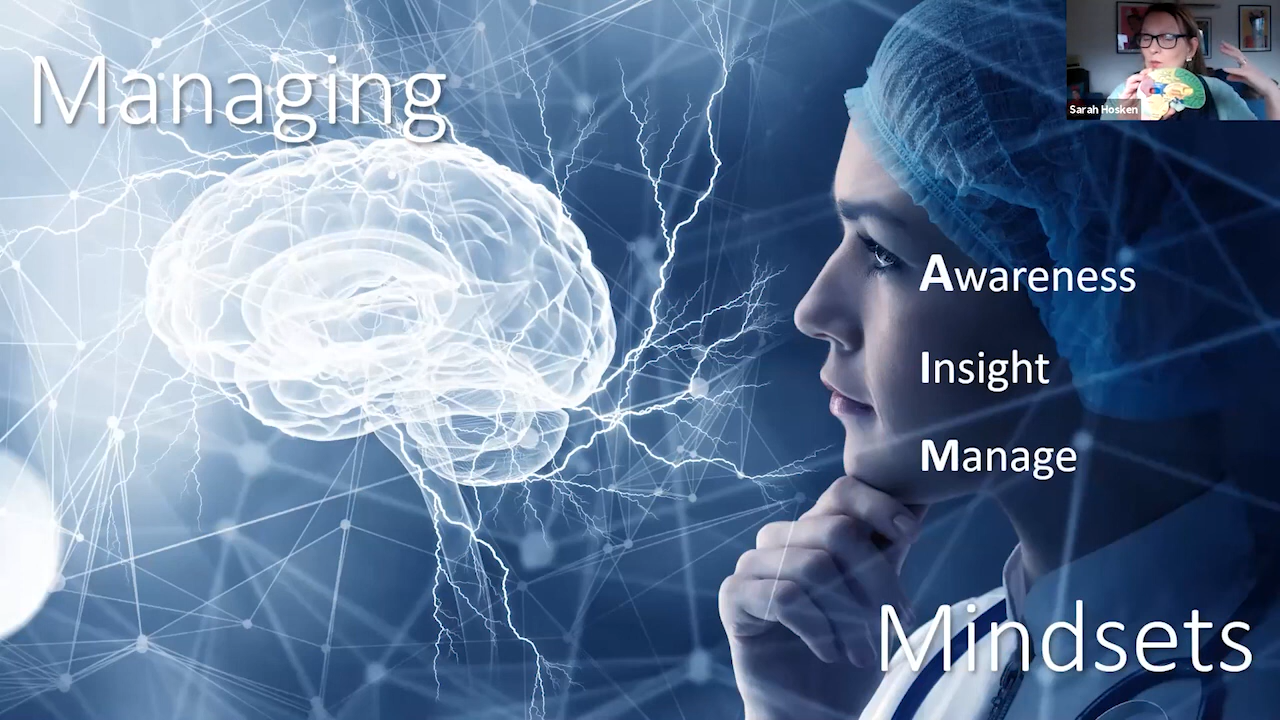 Managing
Sarah Hosken
Awareness
Insight
Manage
Mindsets